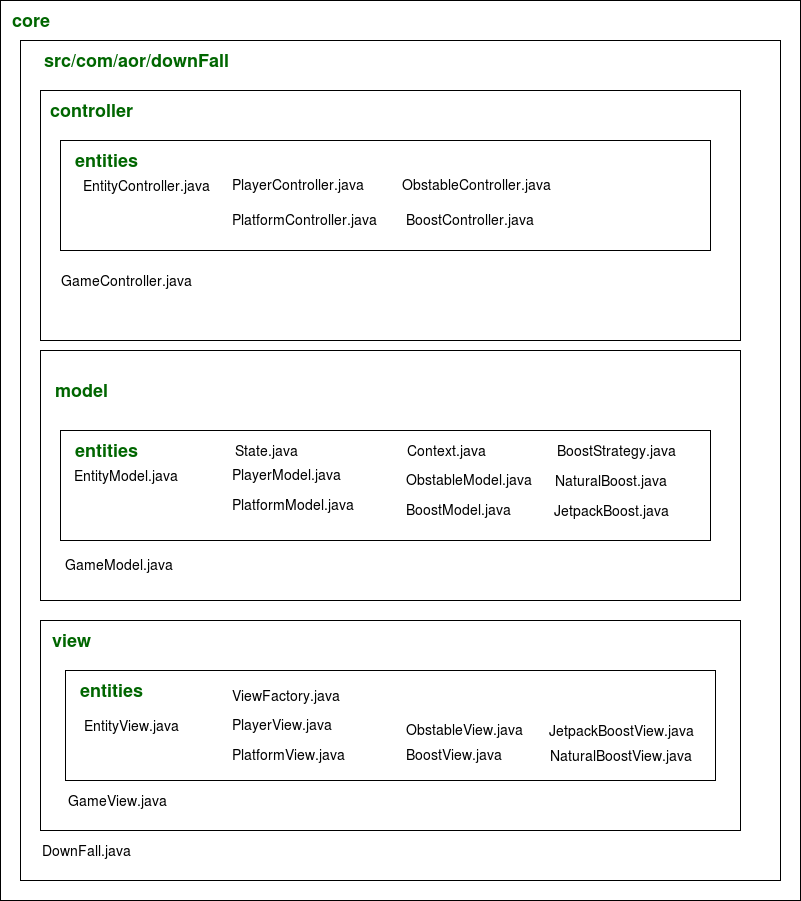 core
src/com/aor/downFall
controller
entities
EntityController.java
PlayerController.java
ObstableController.java
PlatformController.java
BoostController.java
GameController.java
model
entities
State.java
Context.java
BoostStrategy.java
EntityModel.java
PlayerModel.java
ObstableModel.java
NaturalBoost.java
PlatformModel.java
BoostModel.java
JetpackBoost.java
GameModel.java
view
entities
ViewFactory.java
EntityView.java
PlayerView.java
ObstableView.java
JetpackBoostView.java
PlatformView.java
BoostView.java
NaturalBoostView.java
GameView.java
DownFall.java